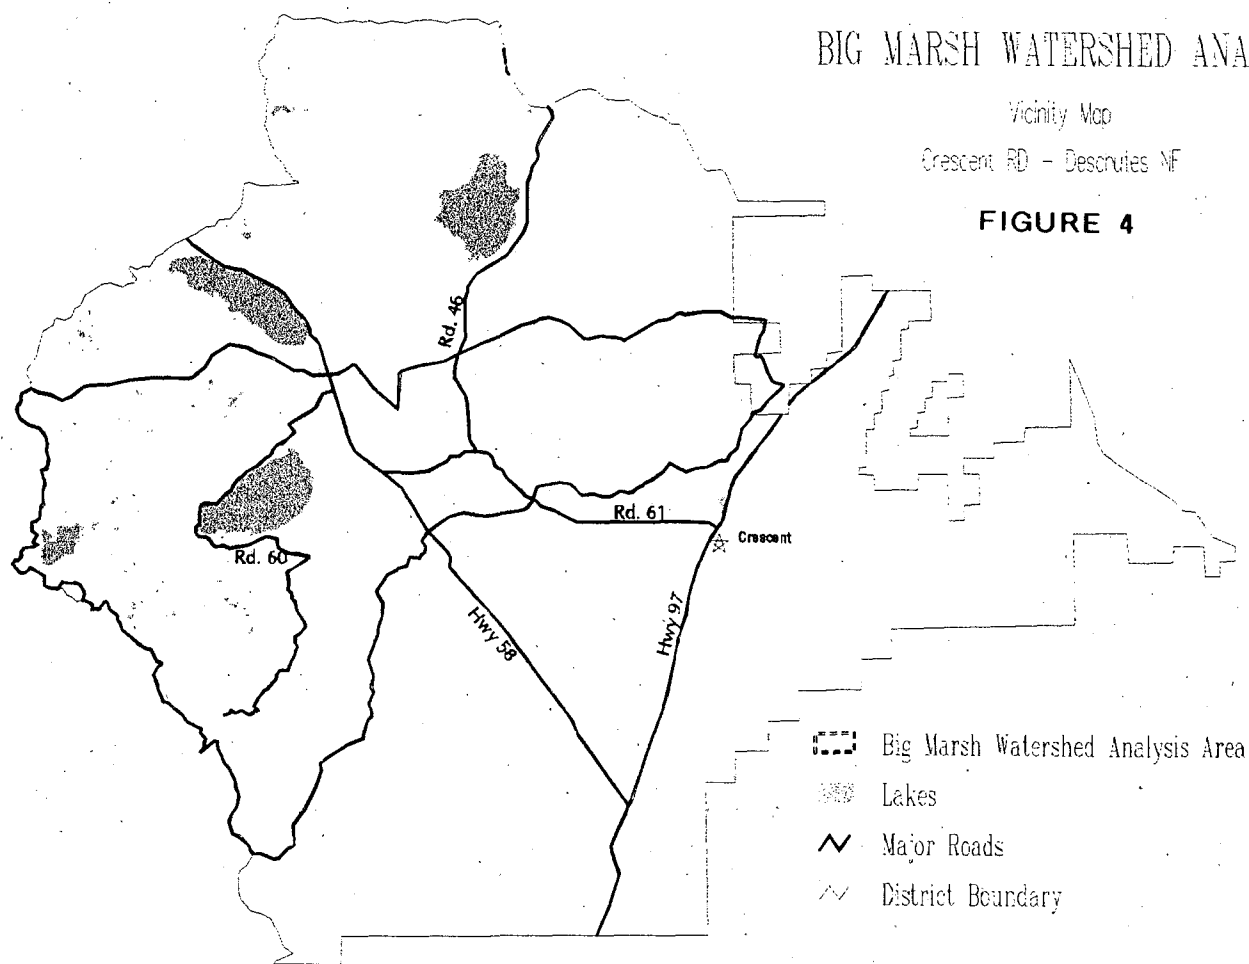 BIG MARSH WATERSHED ANA
Vicinity Map
Crescent RD - Deschutes NF
FIGURE 4
Rd. 46
Rd. 61
Crescent
Rd. 60
Hwy 58
Hwy 97
Big Marsh Watershed Analysis Area
Lakes
Major Roads
District Boundary